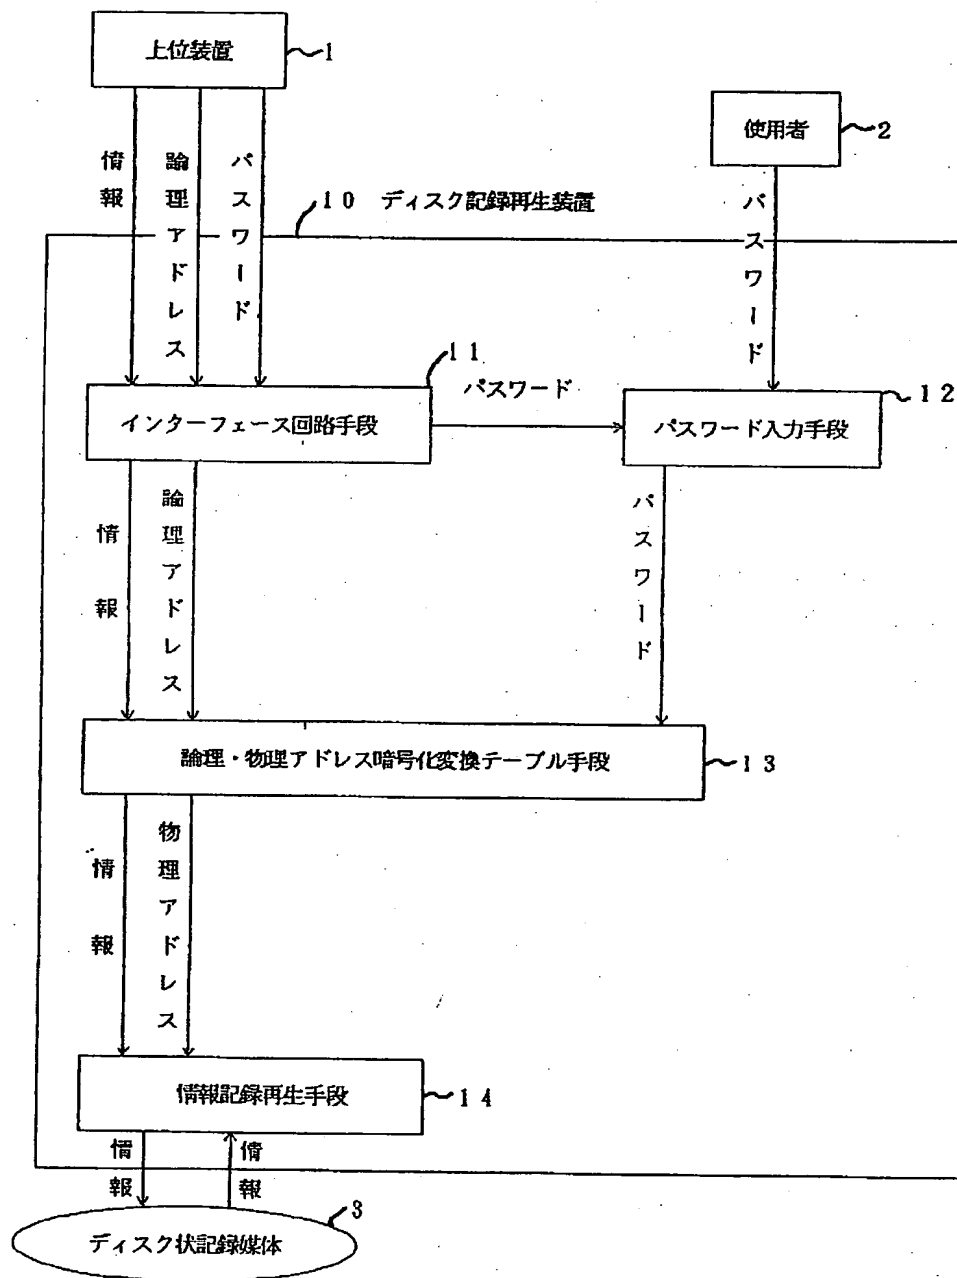 上位装置
1
使用者
2
情報
論理アドレス
パスワード
パスワード
10 ディスク記録再生装置
11
インターフェース回路手段
パスワード
パスワード入力手段
12
情報
論理アドレス
パスワード
論理・物理アドレス暗号化変換テーブル手段
13
情報
物理アドレス
情報記録再生手段
14
情報
情報
3
ディスク状記録媒体